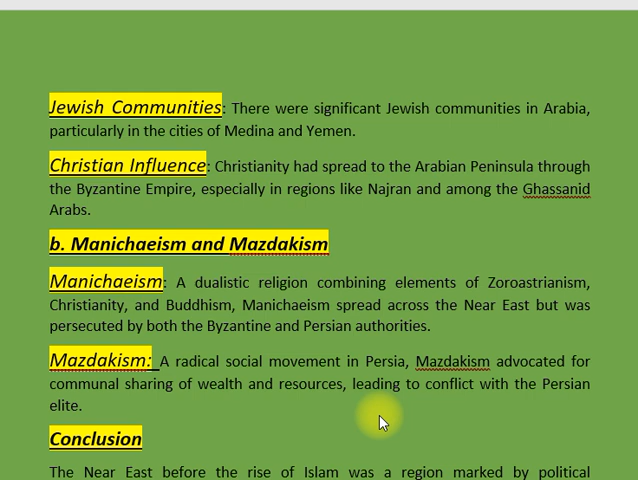 Jewish Communities: There were significant Jewish communities in Arabia,
particularly in the cities of Medina and Yemen.
Christian Influence: Christianity had spread to the Arabian Peninsula through
the Byzantine Empire, especially in regions like Najran and among the Ghassanid
Arabs.
b. Manichaeism and Mazdakism
Manichaeism: A dualistic religion combining elements of Zoroastrianism,
Christianity, and Buddhism, Manichaeism spread across the Near East but was
persecuted by both the Byzantine and Persian authorities.
Mazdakism: A radical social movement in Persia, Mazdakism advocated for
communal sharing of wealth and resources, leading to conflict with the Persian
elite.
Conclusion
The Near East before the rise of Islam was a region marked by political